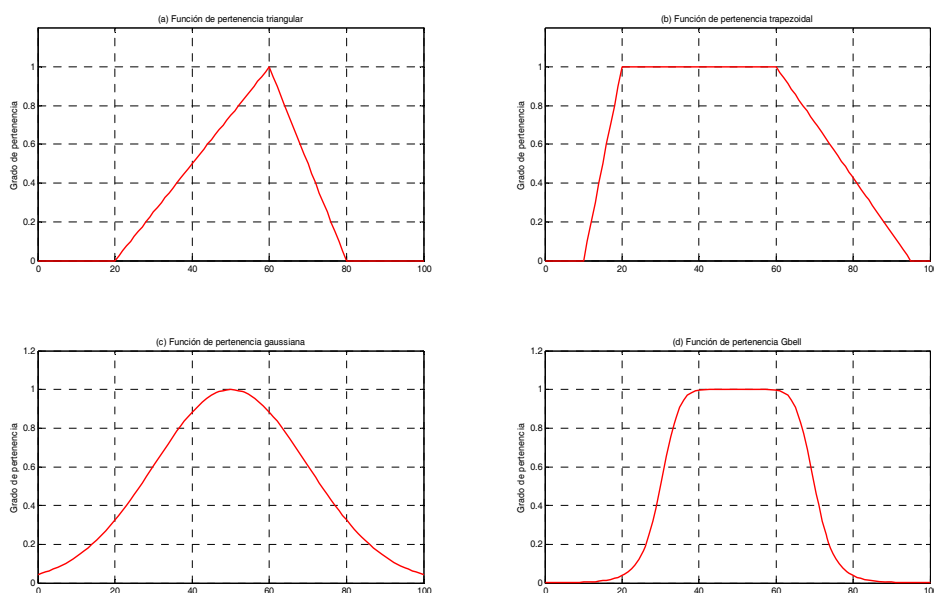 (a) Función de pertenencia triangular
Grado de pertenencia
1
0.8
0.6
0.4
0.2
0
0 20 40 60 80 100
(b) Función de pertenencia trapezoidal
Grado de pertenencia
1
0.8
0.6
0.4
0.2
0
0 20 40 60 80
(c) Función de pertenencia gaussiana
Grado de pertenencia
1.2
1
0.8
0.6
0.4
0.2
0
0 20 40 60 80 100
(d) Función de pertenencia Gbell
Grado de pertenencia
1.2
1
0.8
0.6
0.4
0.2
0
0 20 40 60 80